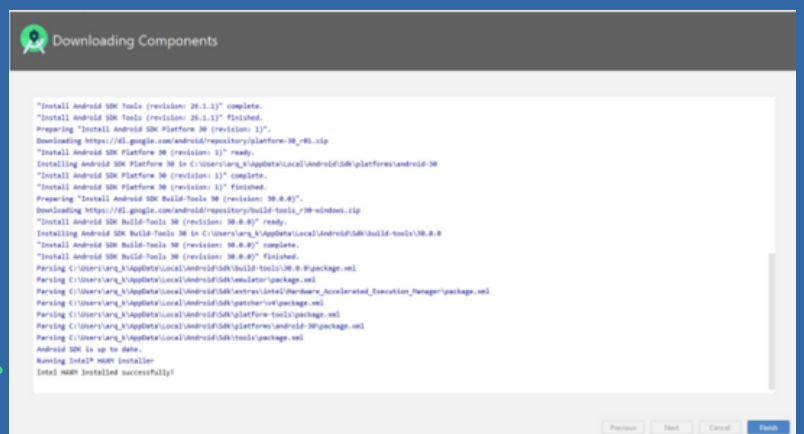 Downloading Components
"Install Android SDK Tools (revision: 26.1.1)" complete.
"Install Android SDK Tools (revision: 26.1.1)" finished.
Preparing "Install Android SDK Platform 30 (revision: 1)".
Downloading https://dl.google.com/android/repository/platform-30_r01.zip
"Install Android SDK Platform 30 (revision: 1)" ready.
Installing Android SDK Platform 30 in C:\Users\arq_k\AppData\Local\Android\Sdk\platforms\android-30
"Install Android SDK Platform 30 (revision: 1)" complete.
"Install Android SDK Platform 30 (revision: 1)" finished.
Preparing "Install Android SDK Build-Tools 30 (revision: 30.0.0)".
Downloading https://dl.google.com/android/repository/build-tools_r30-windows.zip
"Install Android SDK Build-Tools 30 (revision: 30.0.0)" ready.
Installing Android SDK Build-Tools 30 in C:\Users\arq_k\AppData\Local\Android\Sdk\build-tools\30.0.0
"Install Android SDK Build-Tools 30 (revision: 30.0.0)" complete.
"Install Android SDK Build-Tools 30 (revision: 30.0.0)" finished.
Parsing C:\Users\arq_k\AppData\Local\Android\Sdk\build-tools\30.0.0\package.xml
Parsing C:\Users\arq_k\AppData\Local\Android\Sdk\emulator\package.xml
Parsing C:\Users\arq_k\AppData\Local\Android\Sdk\extras\intel\Hardware_Accelerated_Execution_Manager\package.xml
Parsing C:\Users\arq_k\AppData\Local\Android\Sdk\patcher\v4\package.xml
Parsing C:\Users\arq_k\AppData\Local\Android\Sdk\platform-tools\package.xml
Parsing C:\Users\arq_k\AppData\Local\Android\Sdk\platforms\android-30\package.xml
Parsing C:\Users\arq_k\AppData\Local\Android\Sdk\tools\package.xml
Android SDK is up to date.
Running Intel® HAXM installer
Intel HAXM installed successfully!
Previous Next Cancel Finish